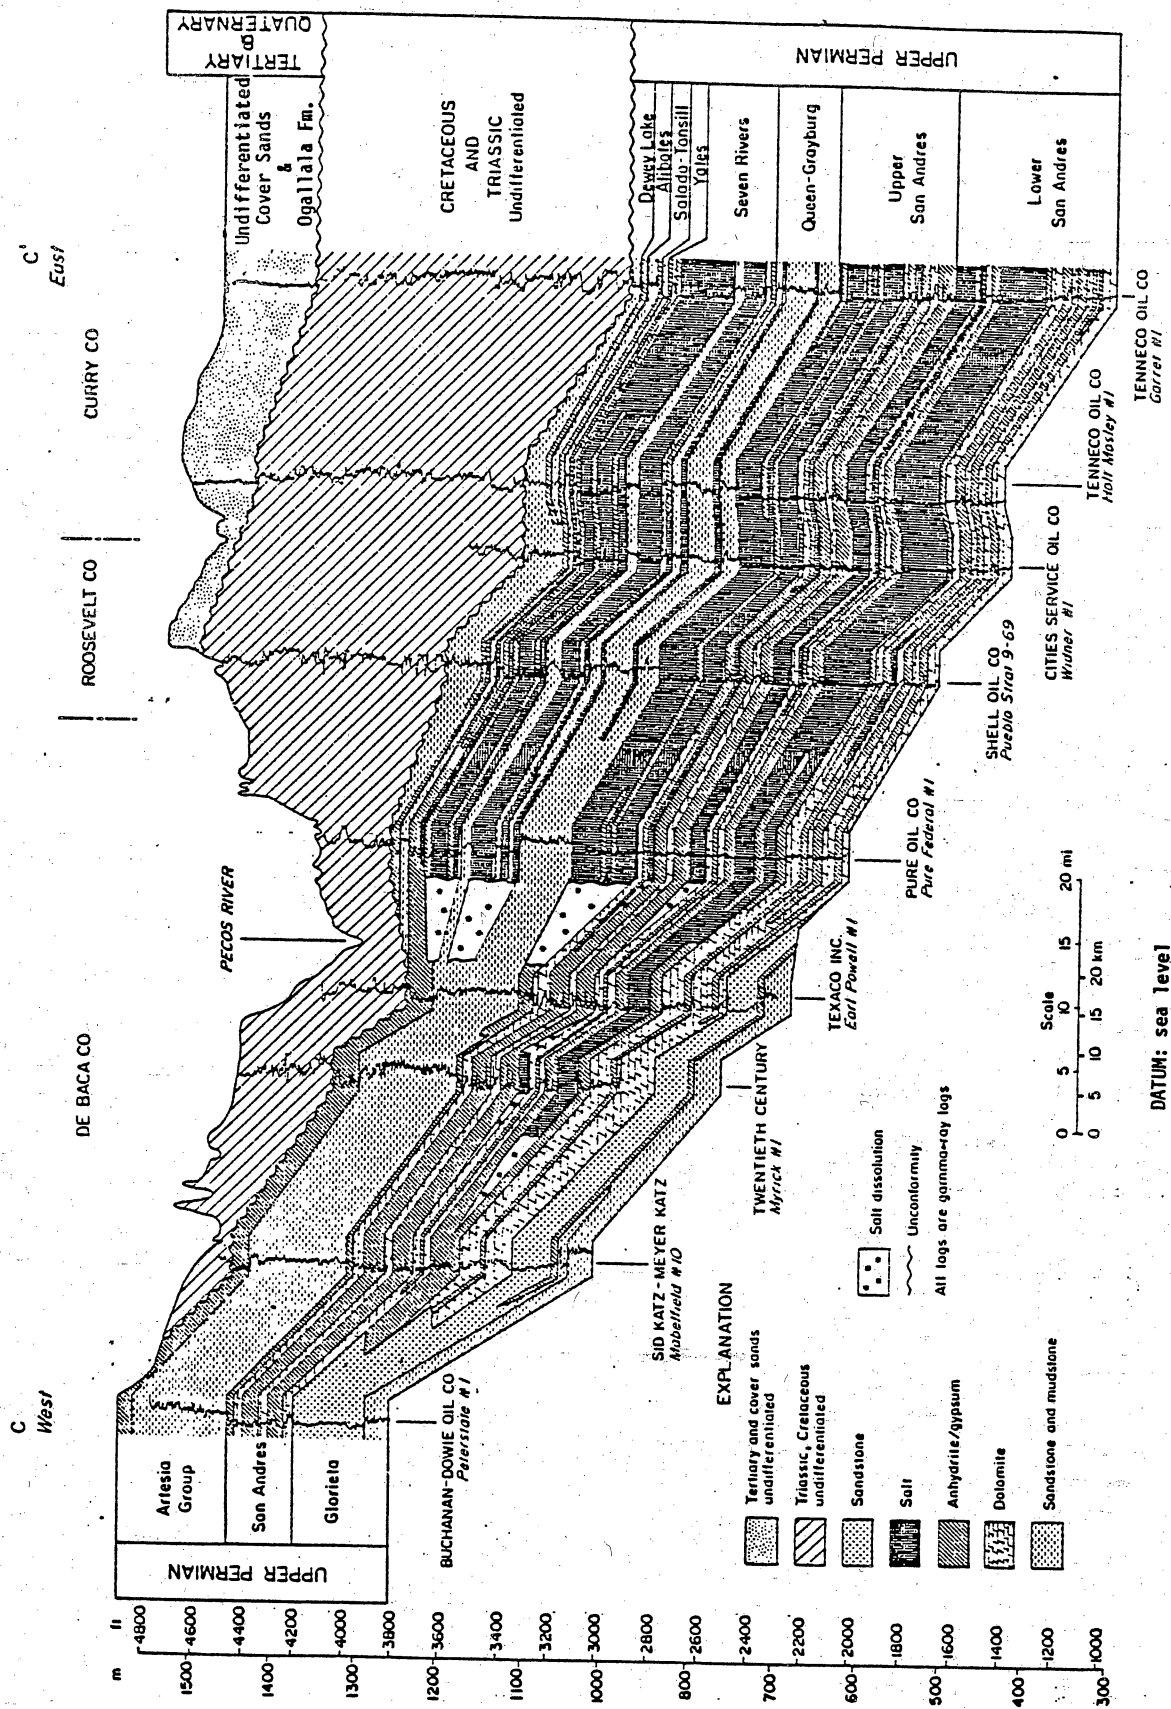 C
West
C'
East
DE BACA CO
ROOSEVELT CO
CURRY CO
PECOS RIVER
TERTIARY
&
QUATERNARY
Undifferentiated
Cover Sands
&
Ogallala Fm.
CRETACEOUS
AND
TRIASSIC
Undifferentiated
UPPER PERMIAN
Dewey Lake
Alibates
Salado-Tansill
Yates
Seven Rivers
Queen-Grayburg
Upper
San Andres
Lower
San Andres
UPPER PERMIAN
Artesia
Group
San Andres
Glorieta
ft
4800
4600
4400
4200
4000
3800
3600
3400
3200
3000
2800
2600
2400
2200
2000
1800
1600
1400
1200
1000
m
1500
1400
1300
1200
1100
1000
900
800
700
600
500
400
300
BUCHANAN-DOWIE OIL CO
Peterstate #1
SID KATZ-MEYER KATZ
Mabelfield #10
TWENTIETH CENTURY
Myrick #1
TEXACO INC.
Earl Powall #1
PURE OIL CO
Pure Federal #1
SHELL OIL CO
Pueblo Strat 9-69
CITIES SERVICE OIL CO
Widner #1
TENNECO OIL CO
Holt Mosley #1
TENNECO OIL CO
Garret #1
EXPLANATION
Tertiary and cover sands
undifferentiated
Triassic, Cretaceous
undifferentiated
Sandstone
Salt
Anhydrite/gypsum
Dolomite
Sandstone and mudstone
Salt dissolution
Unconformity
All logs are gamma-ray logs
Scale
0 5 10 15 20 mi
0 5 10 15 20 km
DATUM: sea level